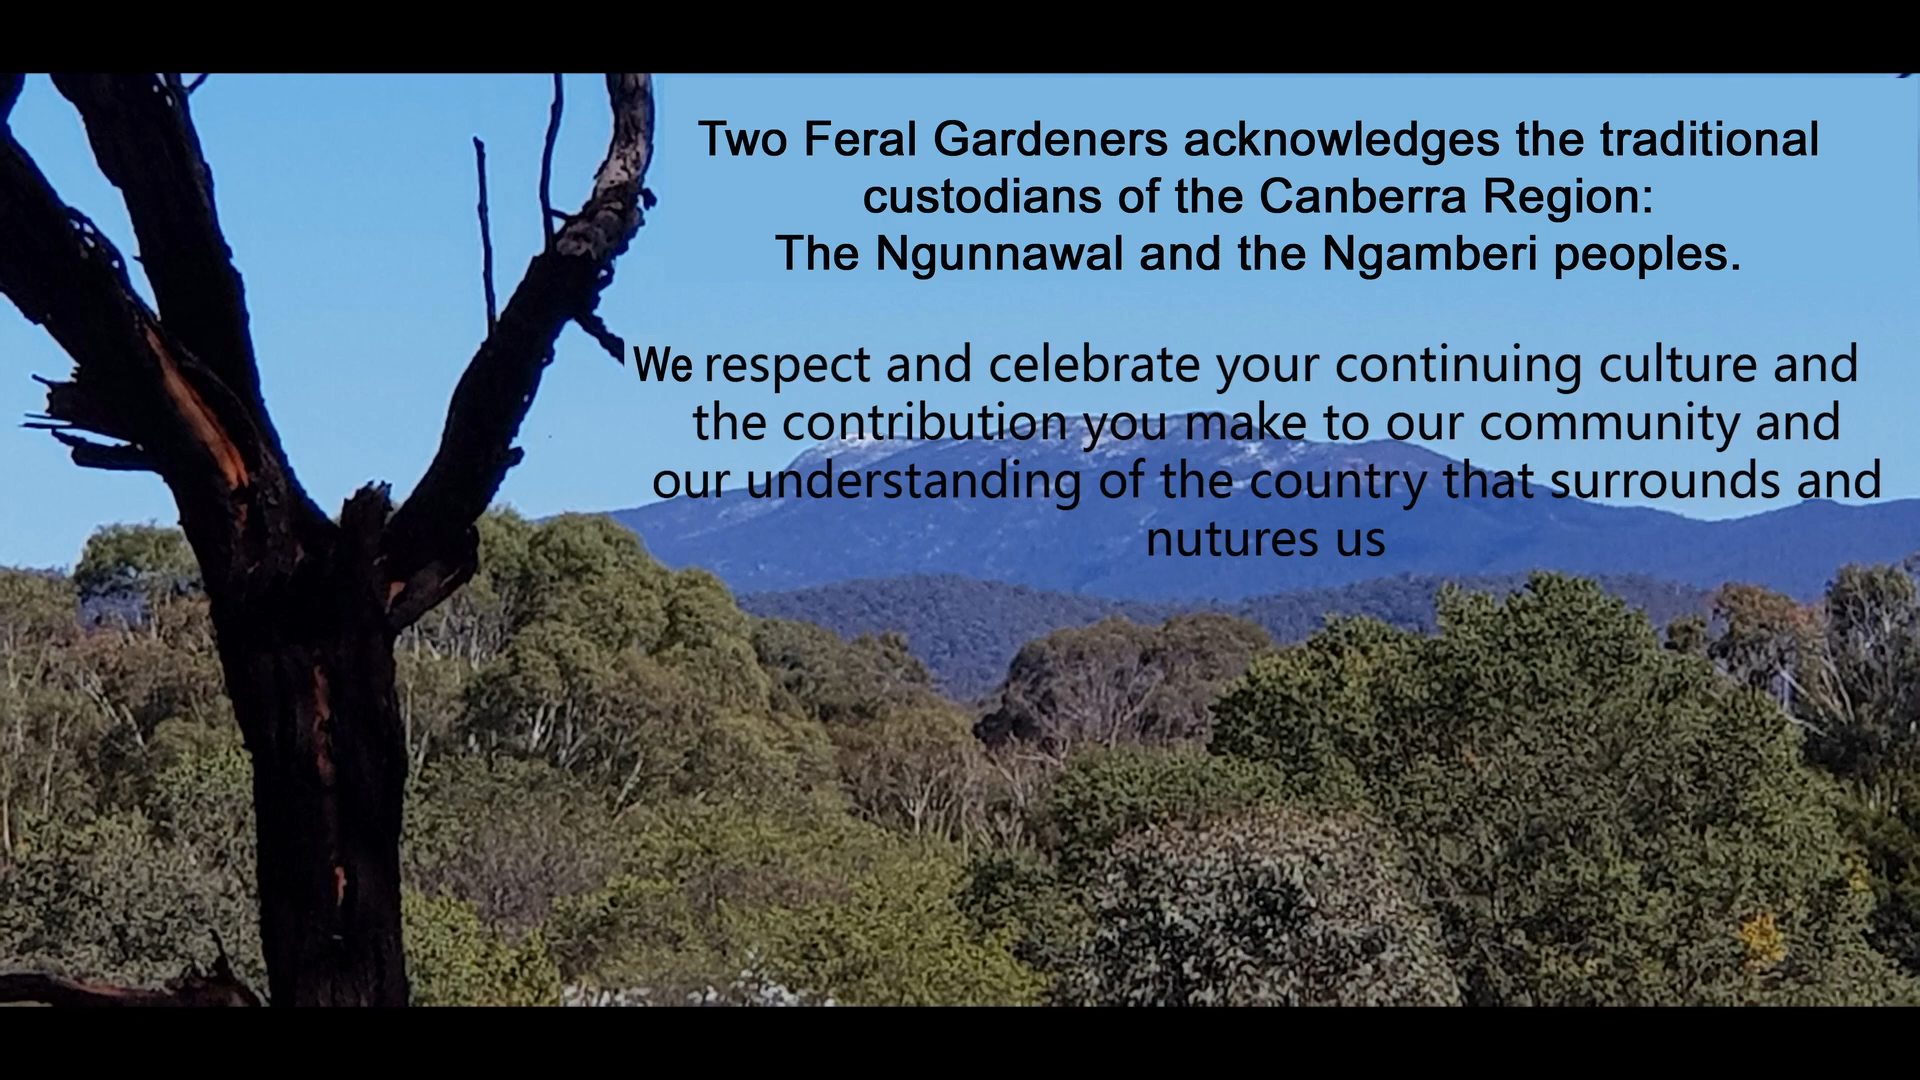 Two Feral Gardeners acknowledges the traditional
custodians of the Canberra Region:
The Ngunnawal and the Ngamberi peoples.
We respect and celebrate your continuing culture and
the contribution you make to our community and
our understanding of the country that surrounds and
nutures us